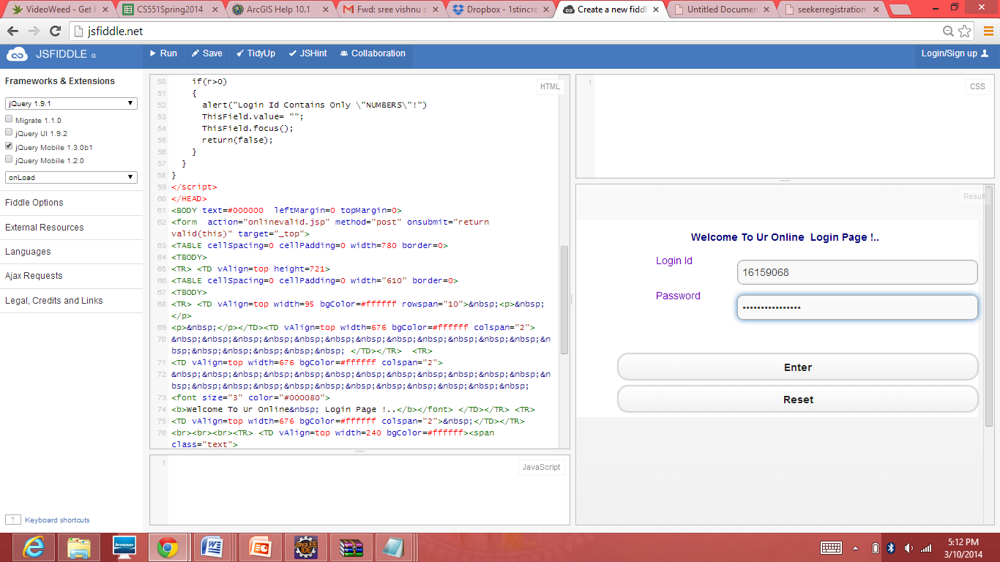 VideoWeed - Get H
CS551Spring2014
ArcGIS Help 10.1
Fwd: sree vishnu s
Dropbox - 1stincre
Create a new fiddl
Untitled Documen
seekerregistration.
jsfiddle.net
JSFIDDLE α
Run
Save
TidyUp
JSHint
Collaboration
Login/Sign up
Frameworks & Extensions
jQuery 1.9.1
Migrate 1.1.0
jQuery UI 1.9.2
jQuery Mobile 1.3.0b1
jQuery Mobile 1.2.0
onLoad
Fiddle Options
External Resources
Languages
Ajax Requests
Legal, Credits and Links
? Keyboard shortcuts
HTML
50 if(r>0)
51 {
52 alert("Login Id Contains Only \"NUMBERS\"!")
53 ThisField.value= "";
54 ThisField.focus();
55 return(false);
56 }
57 }
58 }
59 </script>
60 </HEAD>
61 <BODY text=#000000  leftMargin=0 topMargin=0>
62 <form  action="onlinevalid.jsp" method="post" onsubmit="return
valid(this)" target="_top">
63 <TABLE cellSpacing=0 cellPadding=0 width=780 border=0>
64 <TBODY>
65 <TR> <TD vAlign=top height=721>
66 <TABLE cellSpacing=0 cellPadding=0 width="610" border=0>
67 <TBODY>
68 <TR> <TD vAlign=top width=95 bgColor=#ffffff rowspan="10">&nbsp;<p>&nbsp;
</p>
69 <p>&nbsp;</p></TD><TD vAlign=top width=676 bgColor=#ffffff colspan="2">
70 &nbsp;&nbsp;&nbsp;&nbsp;&nbsp;&nbsp;&nbsp;&nbsp;&nbsp;&nbsp;&nbsp;&nbsp;&n
bsp;&nbsp;&nbsp;&nbsp;&nbsp;&nbsp; </TD></TR>  <TR>
71 <TD vAlign=top width=676 bgColor=#ffffff colspan="2">
72 &nbsp;&nbsp;&nbsp;&nbsp;&nbsp;&nbsp;&nbsp;&nbsp;&nbsp;&nbsp;&nbsp;&nbsp;&n
bsp;&nbsp;&nbsp;&nbsp;&nbsp;&nbsp;&nbsp;&nbsp;&nbsp;&nbsp;&nbsp;&nbsp;
73 <font size="3" color="#000080">
74 <b>Welcome To Ur Online&nbsp; Login Page !..</b></font> </TD></TR> <TR>
75 <TD vAlign=top width=676 bgColor=#ffffff colspan="2">&nbsp;</TD></TR>
76 <br><br><br><TR> <TD vAlign=top width=240 bgColor=#ffffff><span
class="text">
1
JavaScript
1
CSS
Result
Welcome To Ur Online  Login Page !..
Login Id
16159068
Password
••••••••••••••••
Enter
Reset
lenovo
Java EE
IDE
5:12 PM
3/10/2014